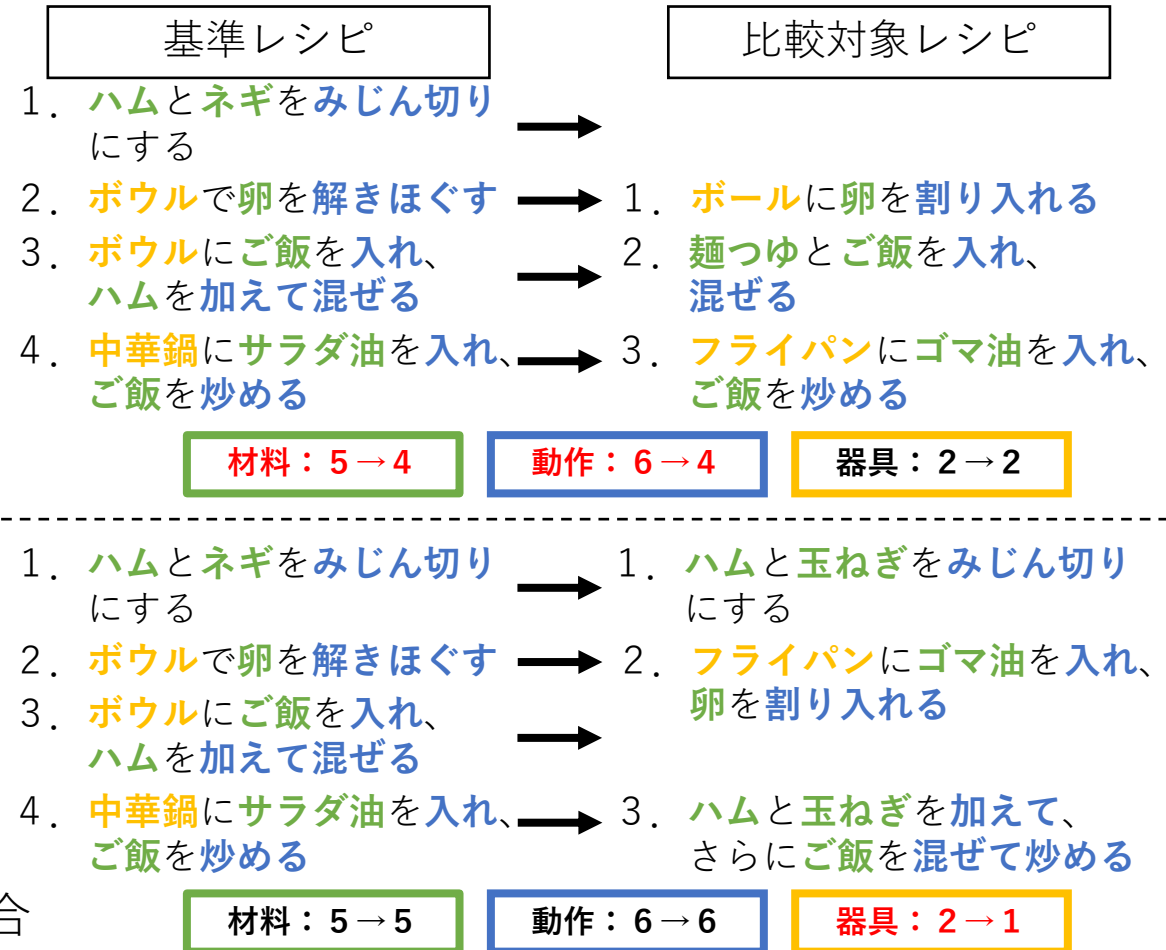 基準レシピ
比較対象レシピ
1. ハムとネギをみじん切り
にする
2. ボウルで卵を解きほぐす
1. ボールに卵を割り入れる
3. ボウルにご飯を入れ、
ハムを加えて混ぜる
2. 麺つゆとご飯を入れ、
混ぜる
4. 中華鍋にサラダ油を入れ、
ご飯を炒める
3. フライパンにゴマ油を入れ、
ご飯を炒める
材料：5→4
動作：6→4
器具：2→2
1. ハムとネギをみじん切り
にする
1. ハムと玉ねぎをみじん切り
にする
2. ボウルで卵を解きほぐす
2. フライパンにゴマ油を入れ、
卵を割り入れる
3. ボウルにご飯を入れ、
ハムを加えて混ぜる
4. 中華鍋にサラダ油を入れ、
ご飯を炒める
3. ハムと玉ねぎを加えて、
さらにご飯を混ぜて炒める
合
材料：5→5
動作：6→6
器具：2→1